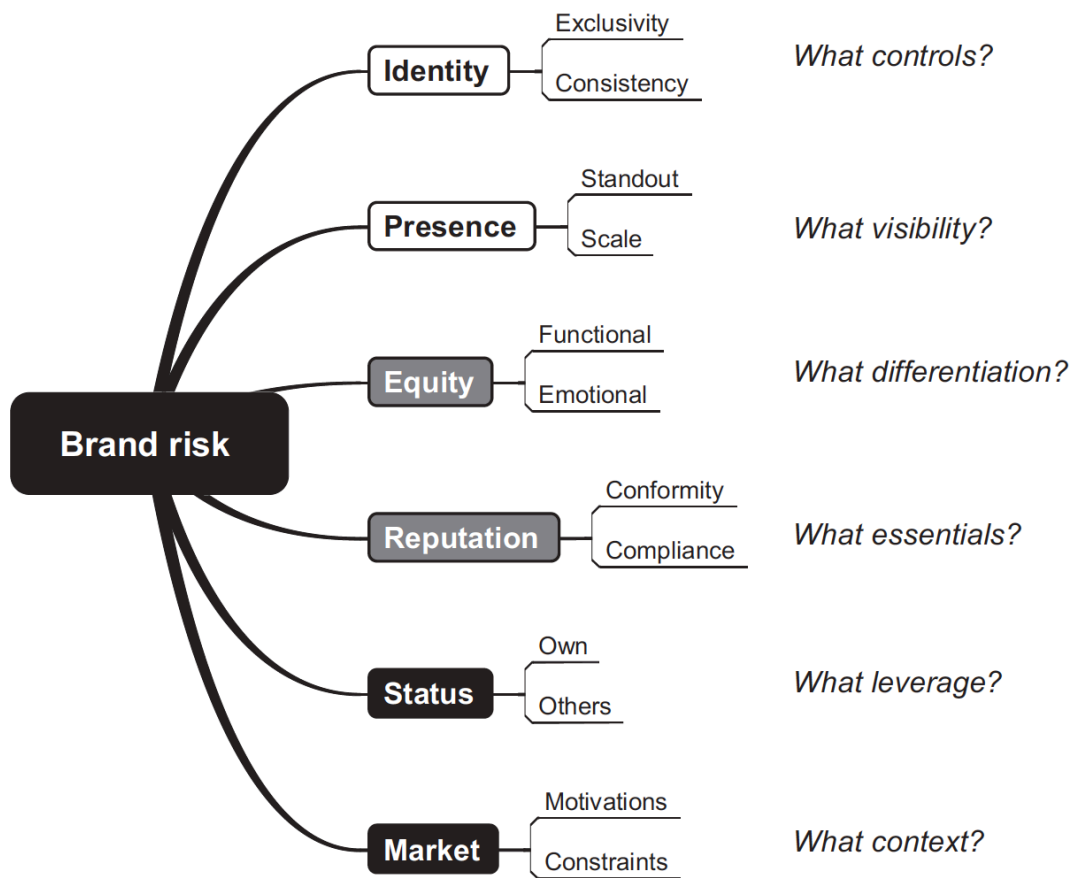 Exclusivity
Identity
Consistency
What controls?
Standout
Presence
Scale
What visibility?
Functional
Equity
Emotional
What differentiation?
Brand risk
Conformity
Reputation
Compliance
What essentials?
Own
Status
Others
What leverage?
Motivations
Market
Constraints
What context?